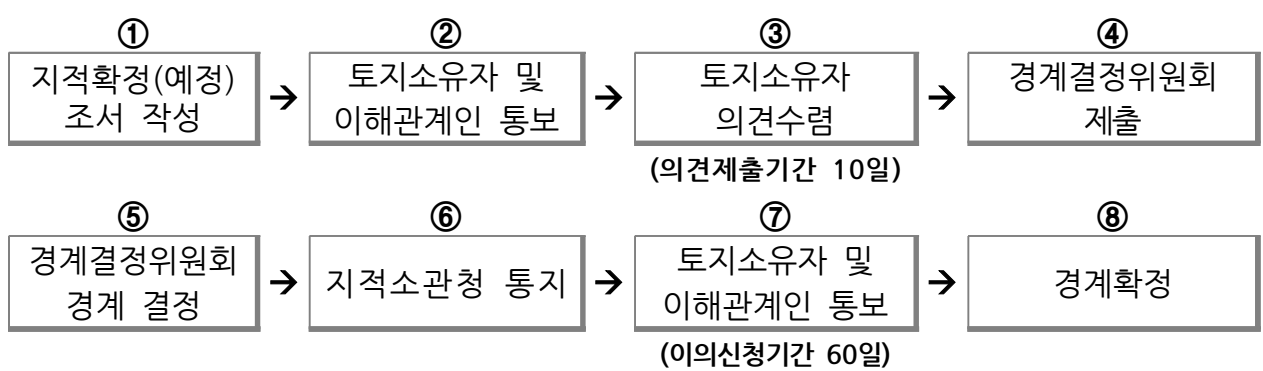 ① ② ③ ④
지적확정(예정) 토지소유자 및 토지소유자 경계결정위원회
조서 작성 → 이해관계인 통보 → 의견수렴 → 제출
(의견제출기간 10일)
⑤ ⑥ ⑦ ⑧
경계결정위원회 토지소유자 및
경계 결정 → 지적소관청 통지 → 이해관계인 통보 → 경계확정
(이의신청기간 60일)